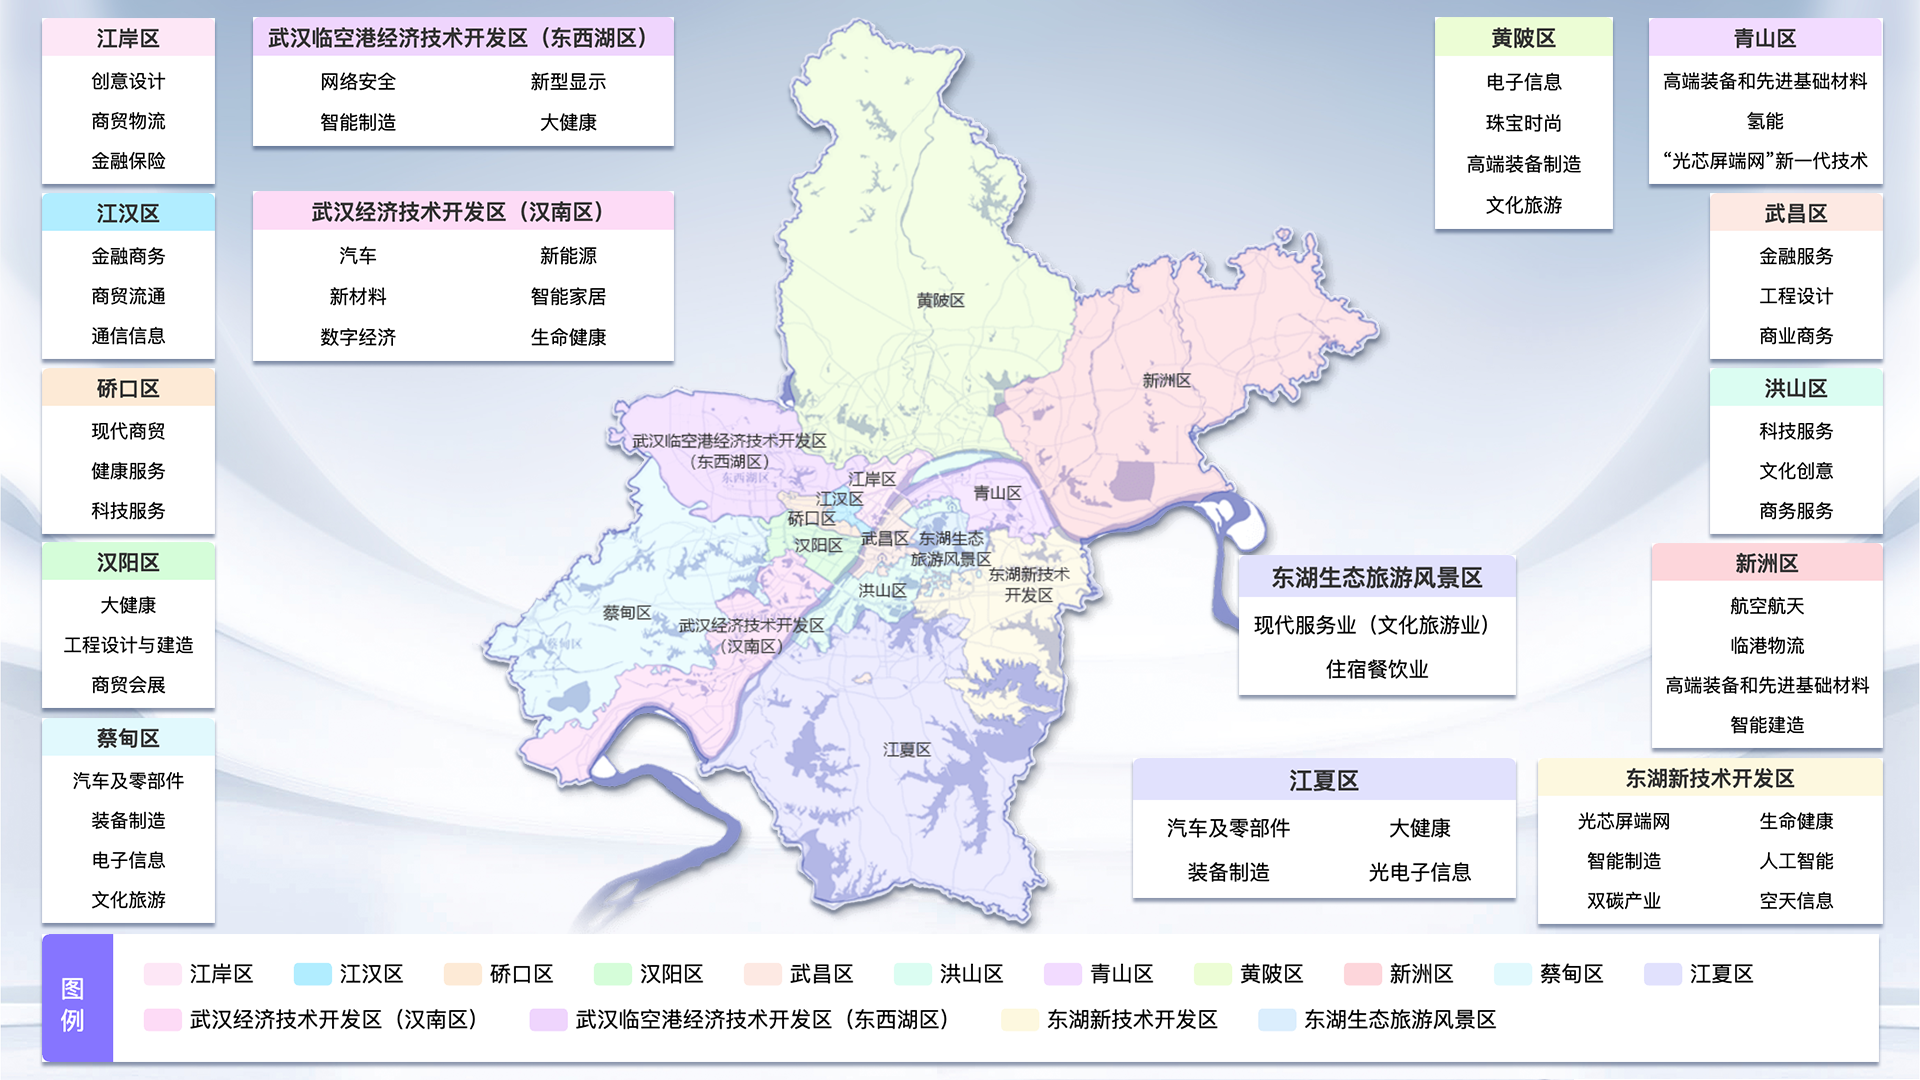 江岸区
创意设计
商贸物流
金融保险
江汉区
金融商务
商贸流通
通信信息
硚口区
现代商贸
健康服务
科技服务
汉阳区
大健康
工程设计与建造
商贸会展
蔡甸区
汽车及零部件
装备制造
电子信息
文化旅游
武汉临空港经济技术开发区（东西湖区）
网络安全 新型显示
智能制造 大健康
武汉经济技术开发区（汉南区）
汽车 新能源
新材料 智能家居
数字经济 生命健康
黄陂区
新洲区
武汉临空港经济技术开发区
（东西湖区）
东西湖区
江岸区
江汉区
硚口区
汉阳区
武昌区
青山区
东湖生态
旅游风景区
东湖新技术
开发区
洪山区
蔡甸区
蔡甸区
武汉经济技术开发区
（汉南区）
江夏区
黄陂区
电子信息
珠宝时尚
高端装备制造
文化旅游
青山区
高端装备和先进基础材料
氢能
“光芯屏端网”新一代技术
武昌区
金融服务
工程设计
商业商务
洪山区
科技服务
文化创意
商务服务
新洲区
航空航天
临港物流
高端装备和先进基础材料
智能建造
东湖生态旅游风景区
现代服务业（文化旅游业）
住宿餐饮业
江夏区
汽车及零部件 大健康
装备制造 光电子信息
东湖新技术开发区
光芯屏端网 生命健康
智能制造 人工智能
双碳产业 空天信息
图
例
江岸区 江汉区 硚口区 汉阳区 武昌区 洪山区 青山区 黄陂区 新洲区 蔡甸区 江夏区
武汉经济技术开发区（汉南区） 武汉临空港经济技术开发区（东西湖区） 东湖新技术开发区 东湖生态旅游风景区